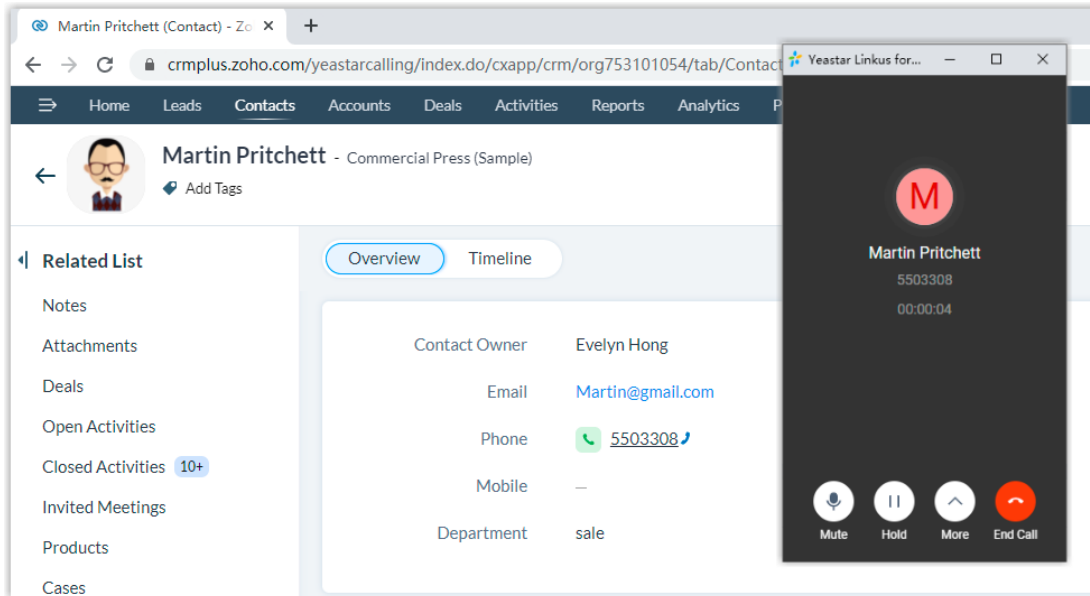 Martin Pritchett (Contact) - Zo
crmplus.zoho.com/yeastarcalling/index.do/cxapp/crm/org753101054/tab/Contac
Home Leads Contacts Accounts Deals Activities Reports Analytics P
Martin Pritchett - Commercial Press (Sample)
Add Tags
Related List
Notes
Attachments
Deals
Open Activities
Closed Activities 10+
Invited Meetings
Products
Cases
Overview Timeline
Contact Owner Evelyn Hong
Email Martin@gmail.com
Phone 5503308
Mobile —
Department sale
Yeastar Linkus for...
M
Martin Pritchett
5503308
00:00:04
Mute Hold More End Call